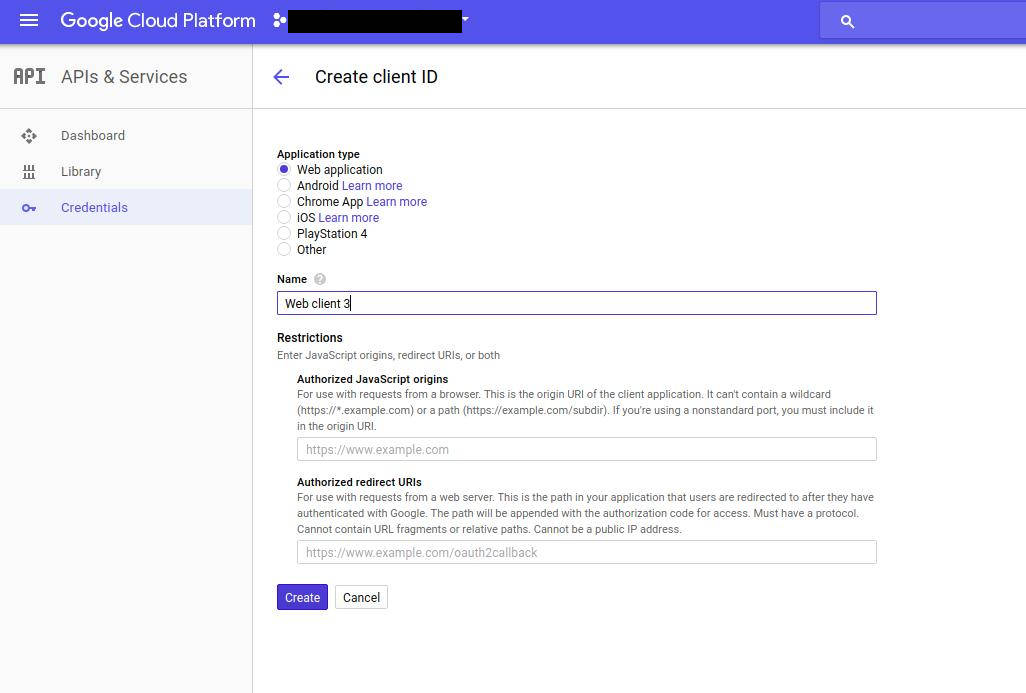 Google Cloud Platform
API APIs & Services
Create client ID
Dashboard
Library
Credentials
Application type
Web application
Android Learn more
Chrome App Learn more
iOS Learn more
PlayStation 4
Other
Name ?
Web client 3
Restrictions
Enter JavaScript origins, redirect URIs, or both
Authorized JavaScript origins
For use with requests from a browser. This is the origin URI of the client application. It can't contain a wildcard
(https://*.example.com) or a path (https://example.com/subdir). If you're using a nonstandard port, you must include it
in the origin URI.
https://www.example.com
Authorized redirect URIs
For use with requests from a web server. This is the path in your application that users are redirected to after they have
authenticated with Google. The path will be appended with the authorization code for access. Must have a protocol.
Cannot contain URL fragments or relative paths. Cannot be a public IP address.
https://www.example.com/oauth2callback
Create Cancel